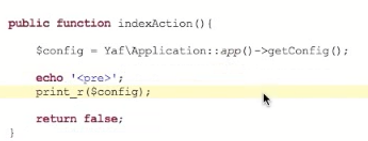 public function indexAction(){
$config = Yaf\Application::app()->getConfig();
echo '<pre>';
print_r($config);
return false;
}